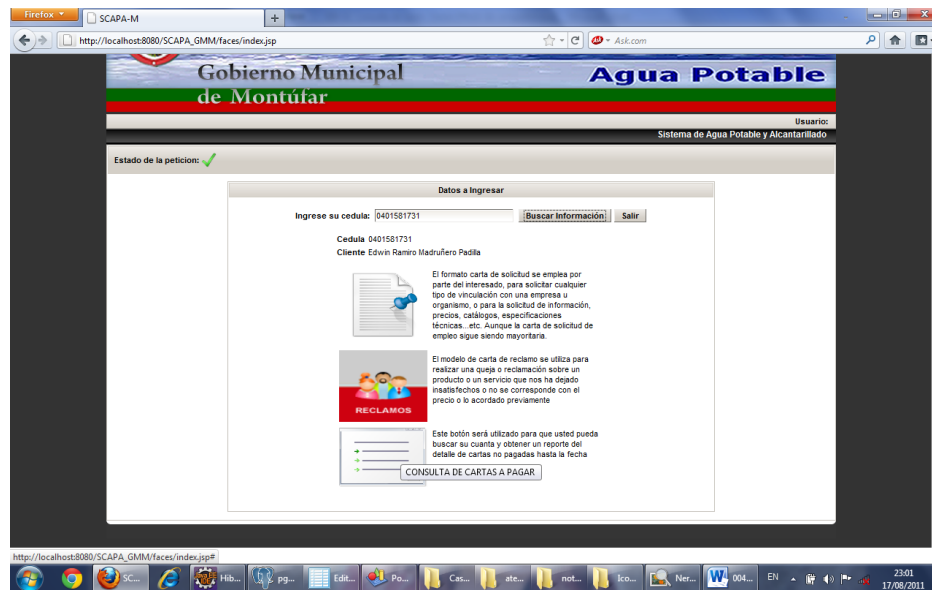 Firefox
SCAPA-M
http://localhost:8080/SCAPA_GMM/faces/index.jsp
Ask.com
Gobierno Municipal
de Montúfar
Agua Potable
Usuario:
Sistema de Agua Potable y Alcantarillado
Estado de la peticion:
Datos a Ingresar
Ingrese su cedula: 0401581731 Buscar Información Salir
Cedula 0401581731
Cliente Edwin Ramiro Madruñero Padilla
El formato carta de solicitud se emplea por
parte del interesado, para solicitar cualquier
tipo de vinculación con una empresa u
organismo, o para la solicitud de información,
precios, catálogos, especificaciones
técnicas...etc. Aunque la carta de solicitud de
empleo sigue siendo mayoritaria.
El modelo de carta de reclamo se utiliza para
realizar una queja o reclamación sobre un
producto o un servicio que nos ha dejado
insatisfechos o no se corresponde con el
precio o lo acordado previamente
RECLAMOS
Este botón será utilizado para que usted pueda
buscar su cuanta y obtener un reporte del
detalle de cartas no pagadas hasta la fecha
CONSULTA DE CARTAS A PAGAR
http://localhost:8080/SCAPA_GMM/faces/index.jsp#
SC... Hib... pg... Edit... Po... Cas... ate... not... Ico... Ner... 004... EN 23:01
17/08/2011